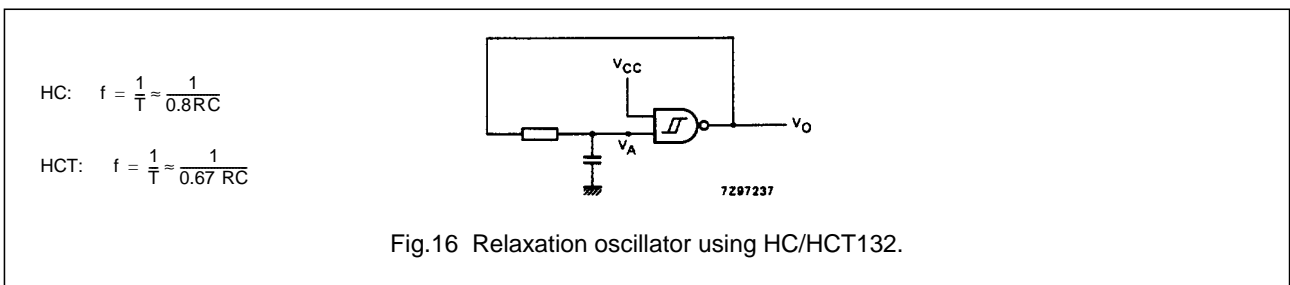 HC: f = 1/T ≈ 1/0.8RC
HCT: f = 1/T ≈ 1/0.67 RC
VCC
VA
VO
7Z97237
Fig.16 Relaxation oscillator using HC/HCT132.